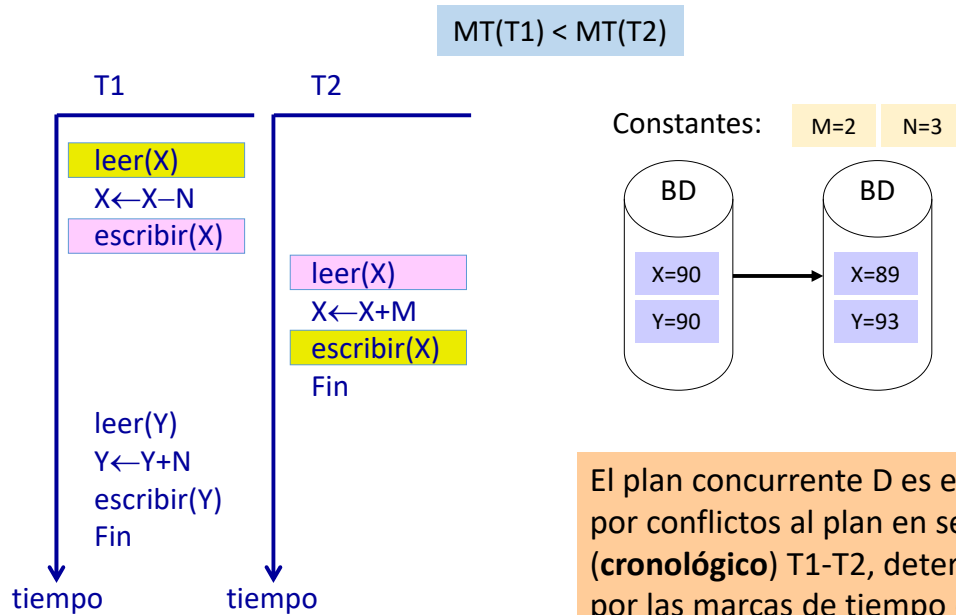 MT(T1) < MT(T2)
T1
T2
leer(X)
X←X−N
escribir(X)
leer(X)
X←X+M
escribir(X)
Fin
leer(Y)
Y←Y+N
escribir(Y)
Fin
tiempo
tiempo
Constantes:
M=2
N=3
BD
BD
X=90
X=89
Y=90
Y=93
El plan concurrente D es e
por conflictos al plan en se
(cronológico) T1-T2, deter
por las marcas de tiempo